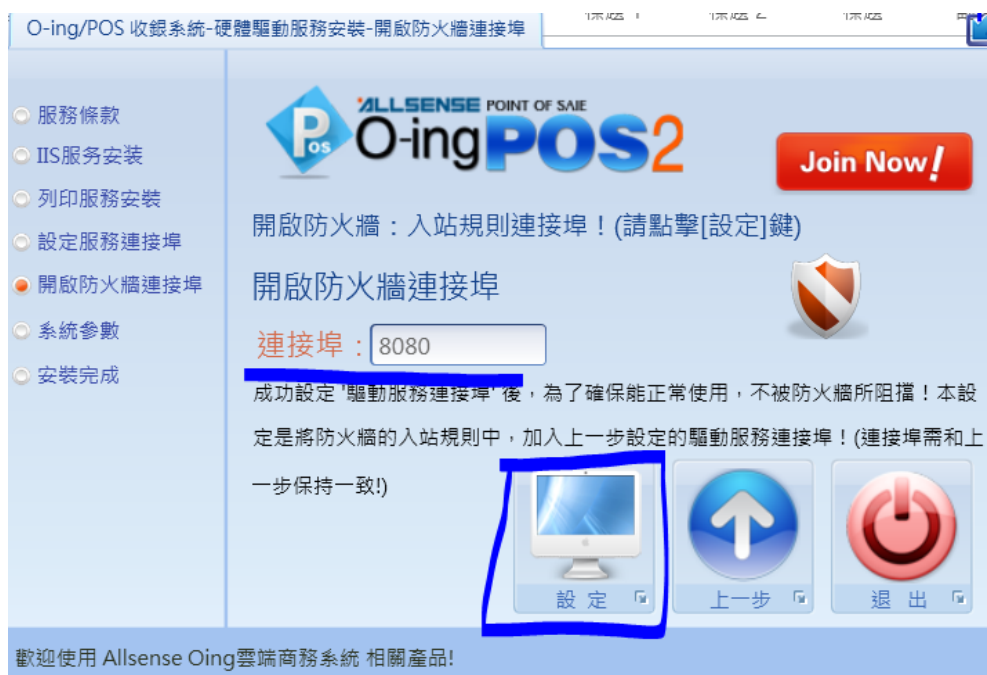 O-ing/POS 收銀系統-硬體驅動服務安裝-開啟防火牆連接埠
服務條款
IIS服务安装
列印服務安裝
設定服務連接埠
開啟防火牆連接埠
系統參數
安裝完成
Pos
ALLSENSE POINT OF SAIE
O-ing POS2
Join Now!
開啟防火牆：入站規則連接埠！(請點擊[設定]鍵)
開啟防火牆連接埠
連接埠：8080
成功設定 '驅動服務連接埠' 後，為了確保能正常使用，不被防火牆所阻擋！本設
定是將防火牆的入站規則中，加入上一步設定的驅動服務連接埠！(連接埠需和上
一步保持一致!)
設 定
上一步
退 出
歡迎使用 Allsense Oing雲端商務系統 相關產品!